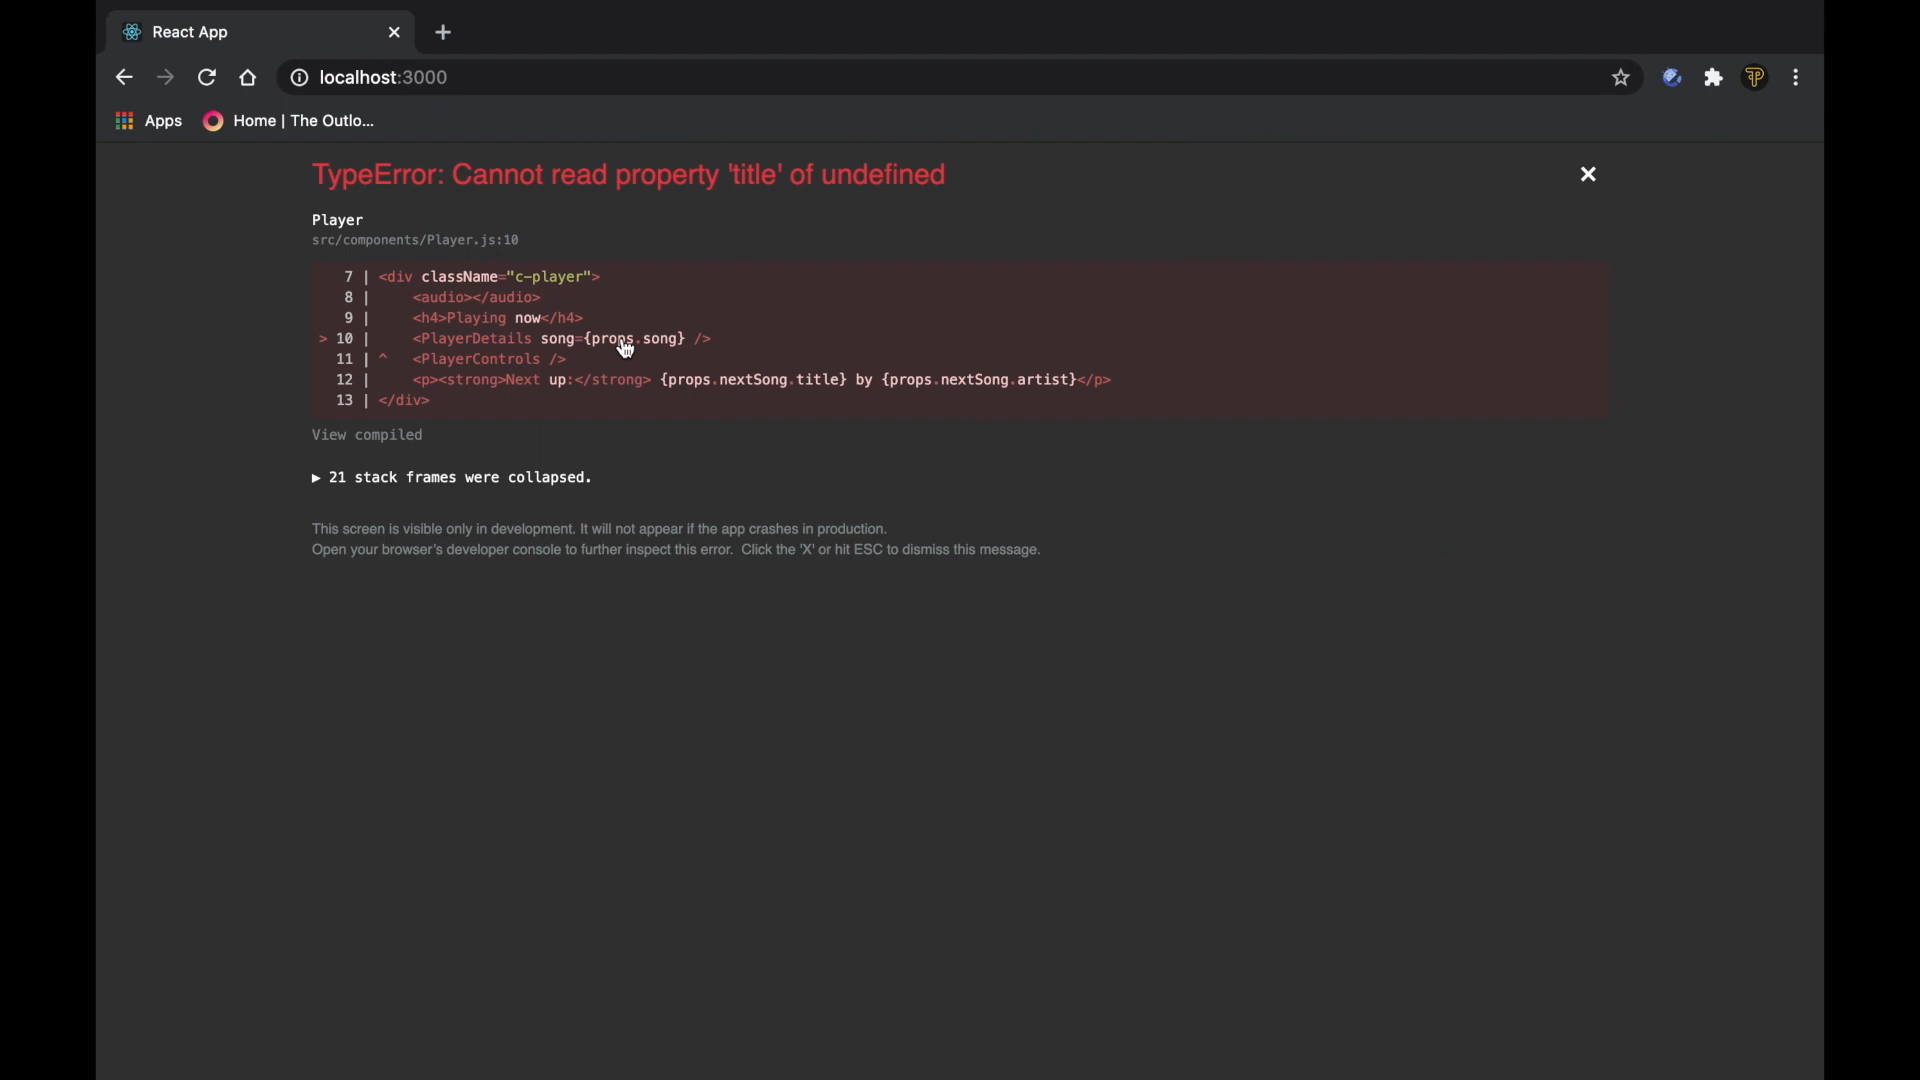 React App
localhost:3000
Apps
Home | The Outlo...
TypeError: Cannot read property 'title' of undefined
Player
src/components/Player.js:10
7 | <div className="c-player">
8 |     <audio></audio>
9 |     <h4>Playing now</h4>
> 10 |     <PlayerDetails song={props.song} />
11 | ^   <PlayerControls />
12 |     <p><strong>Next up:</strong> {props.nextSong.title} by {props.nextSong.artist}</p>
13 | </div>
View compiled
▶ 21 stack frames were collapsed.
This screen is visible only in development. It will not appear if the app crashes in production.
Open your browser's developer console to further inspect this error.  Click the 'X' or hit ESC to dismiss this message.